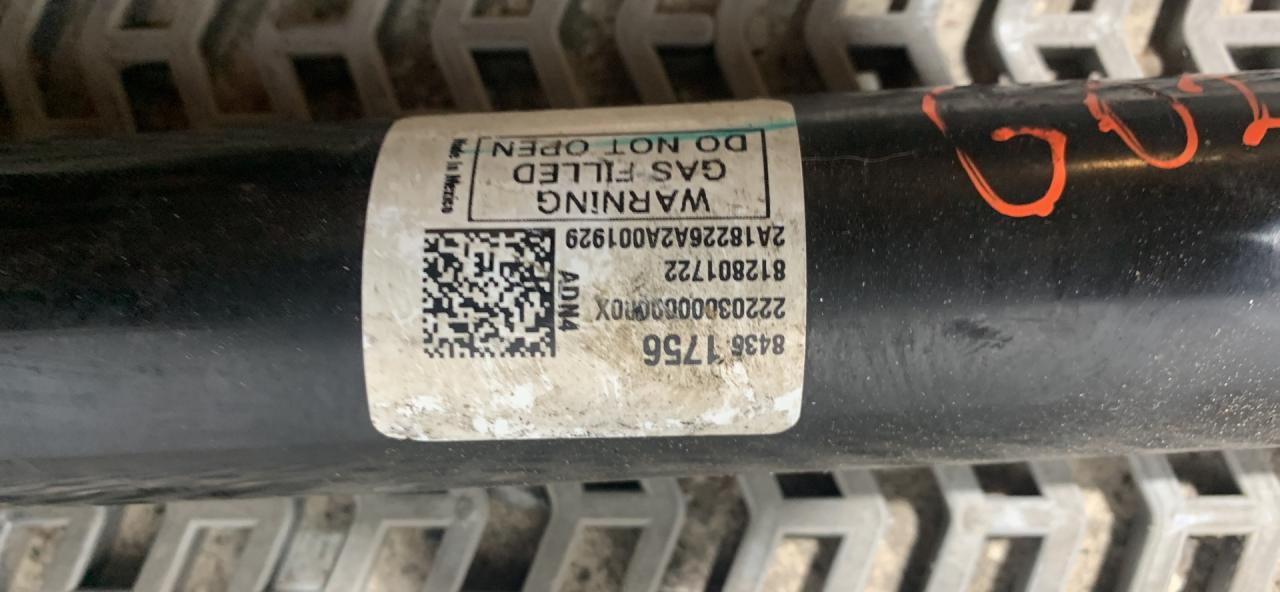 8436 1756
ADN4
812801722
2A18226A2A001929
WARNING
GAS FILLED
DO NOT OPEN
Made in Mexico